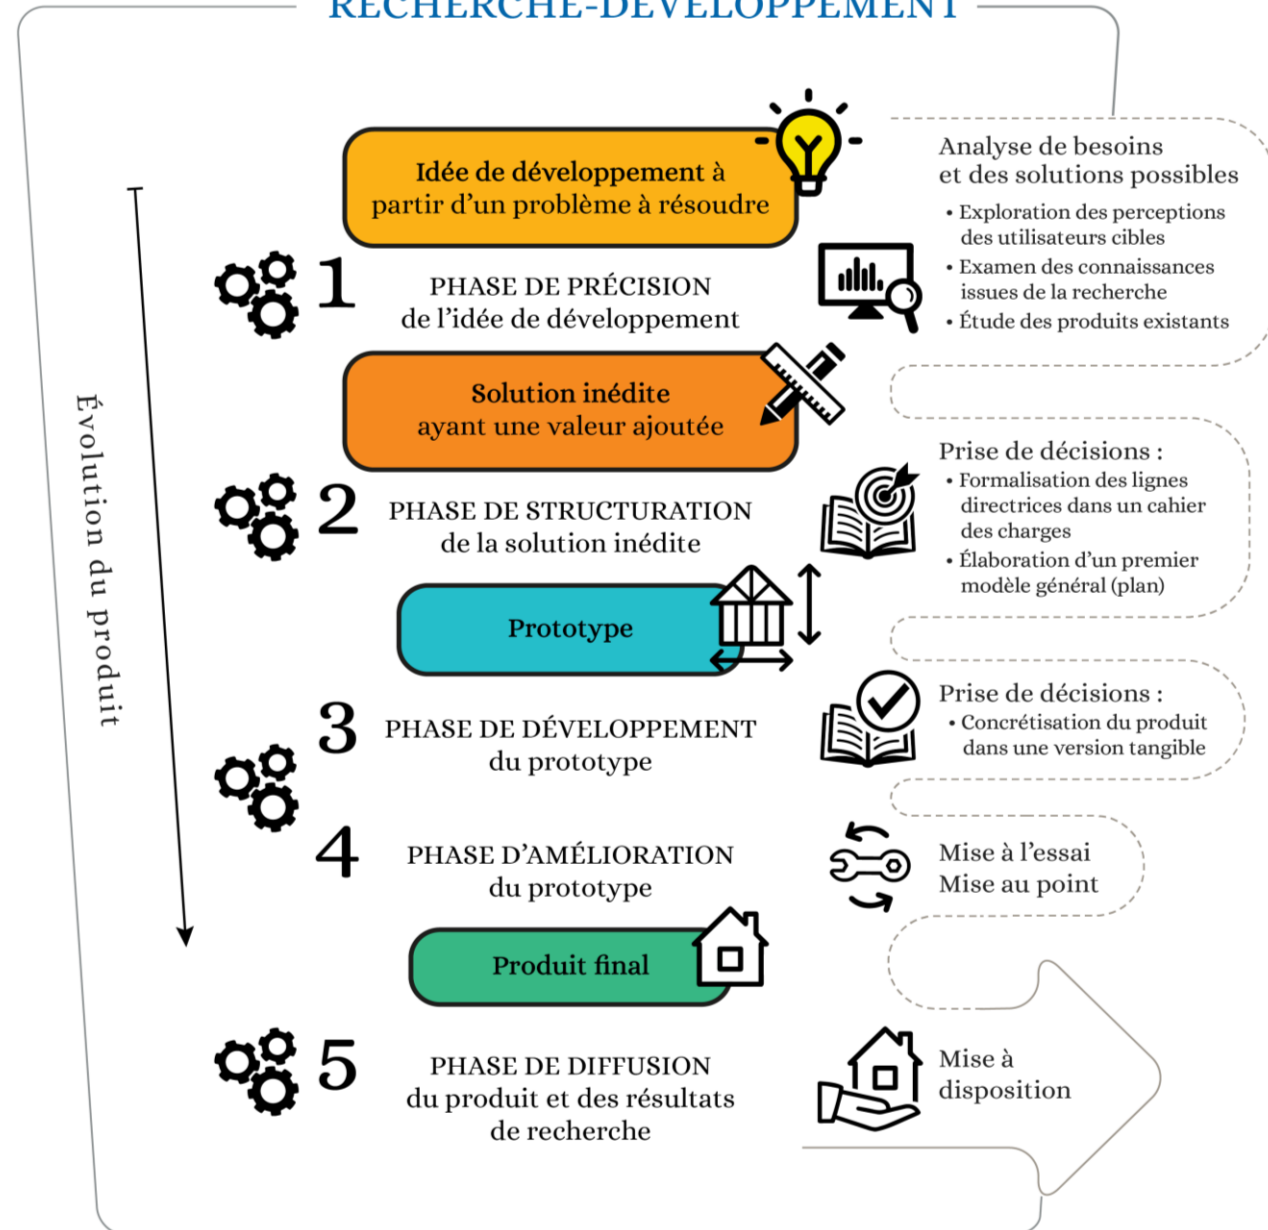 RECHERCHE-DÉVELOPPEMENT
Idée de développement à
partir d’un problème à résoudre
1
PHASE DE PRÉCISION
de l’idée de développement
Analyse de besoins
et des solutions possibles
• Exploration des perceptions
des utilisateurs cibles
• Examen des connaissances
issues de la recherche
• Étude des produits existants
Solution inédite
ayant une valeur ajoutée
2
PHASE DE STRUCTURATION
de la solution inédite
Prise de décisions :
• Formalisation des lignes
directrices dans un cahier
des charges
• Élaboration d’un premier
modèle général (plan)
Évolution du produit
Prototype
3
PHASE DE DÉVELOPPEMENT
du prototype
Prise de décisions :
• Concrétisation du produit
dans une version tangible
4
PHASE D’AMÉLIORATION
du prototype
Mise à l’essai
Mise au point
Produit final
5
PHASE DE DIFFUSION
du produit et des résultats
de recherche
Mise à
disposition